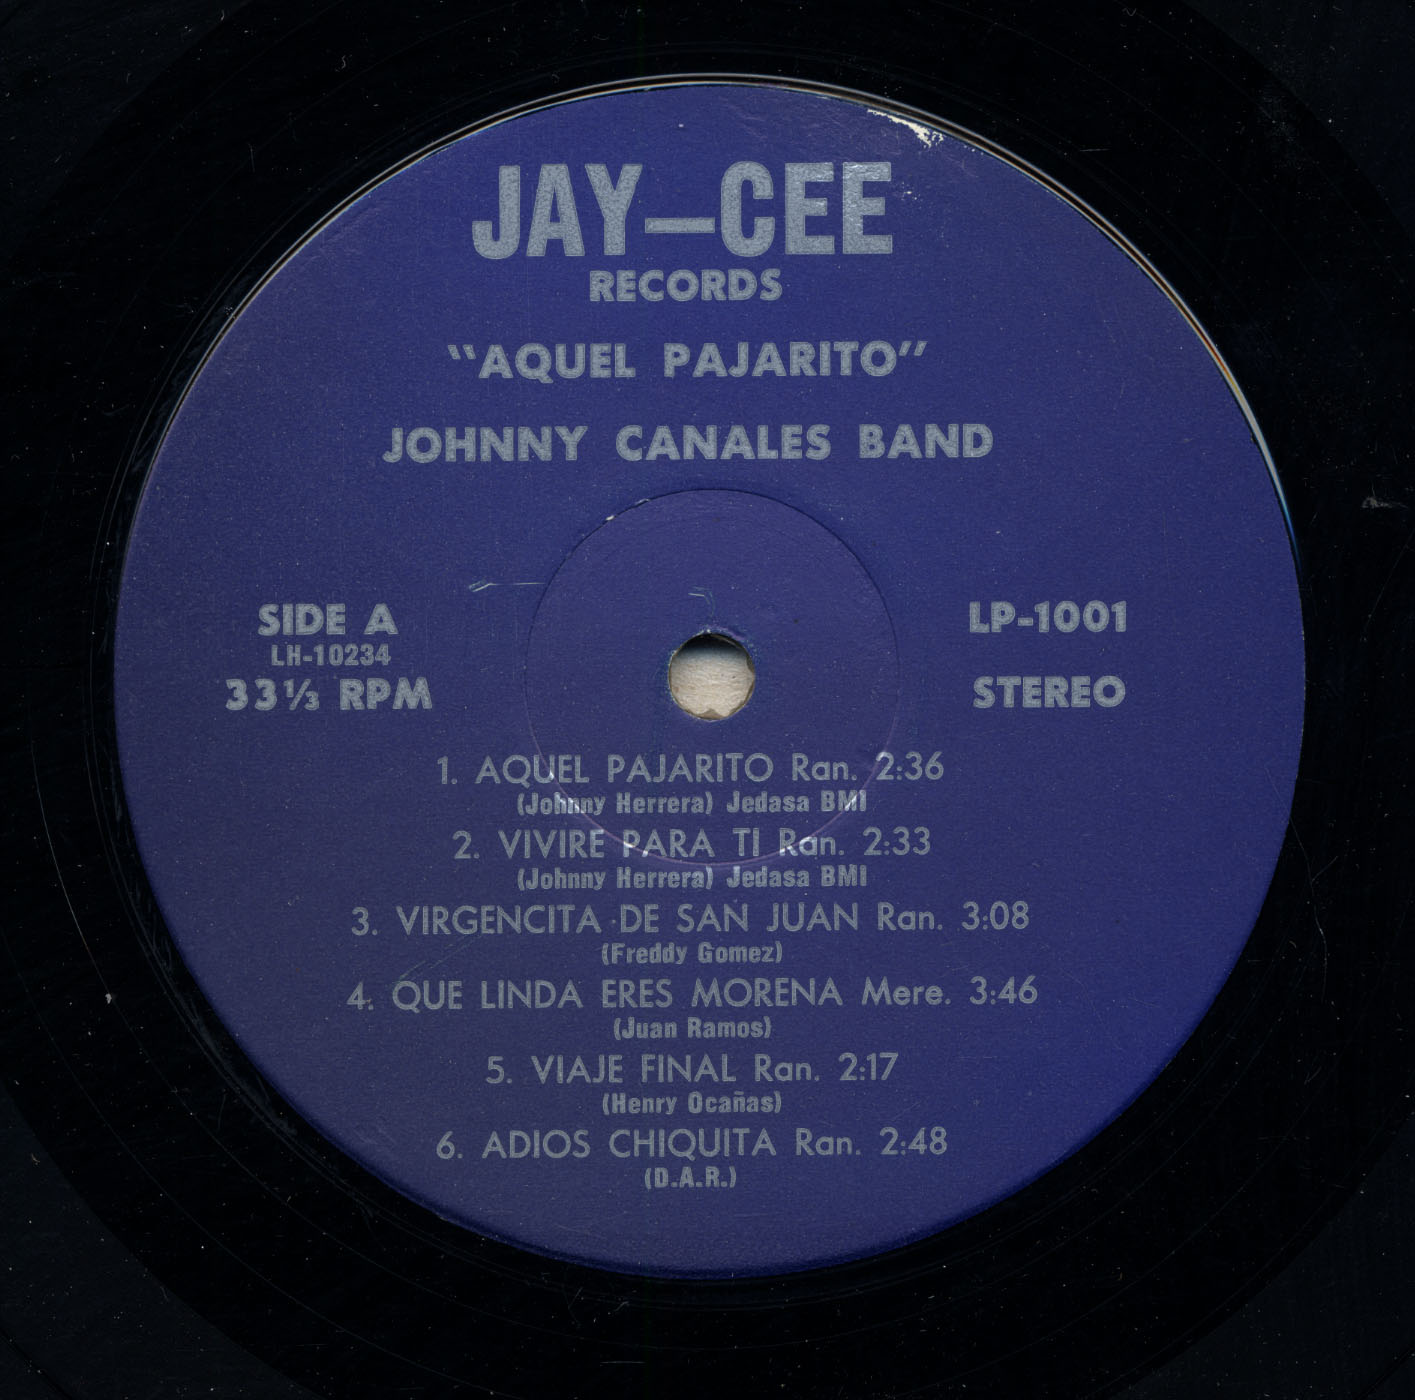 JAY-CEE
RECORDS
"AQUEL PAJARITO"
JOHNNY CANALES BAND
SIDE A
LH-10234
33⅓ RPM
LP-1001
STEREO
1. AQUEL PAJARITO Ran. 2:36
(Johnny Herrera) Jedasa BMI
2. VIVIRE PARA TI Ran. 2:33
(Johnny Herrera) Jedasa BMI
3. VIRGENCITA DE SAN JUAN Ran. 3:08
(Freddy Gomez)
4. QUE LINDA ERES MORENA Mere. 3:46
(Juan Ramos)
5. VIAJE FINAL Ran. 2:17
(Henry Ocañas)
6. ADIOS CHIQUITA Ran. 2:48
(D.A.R.)